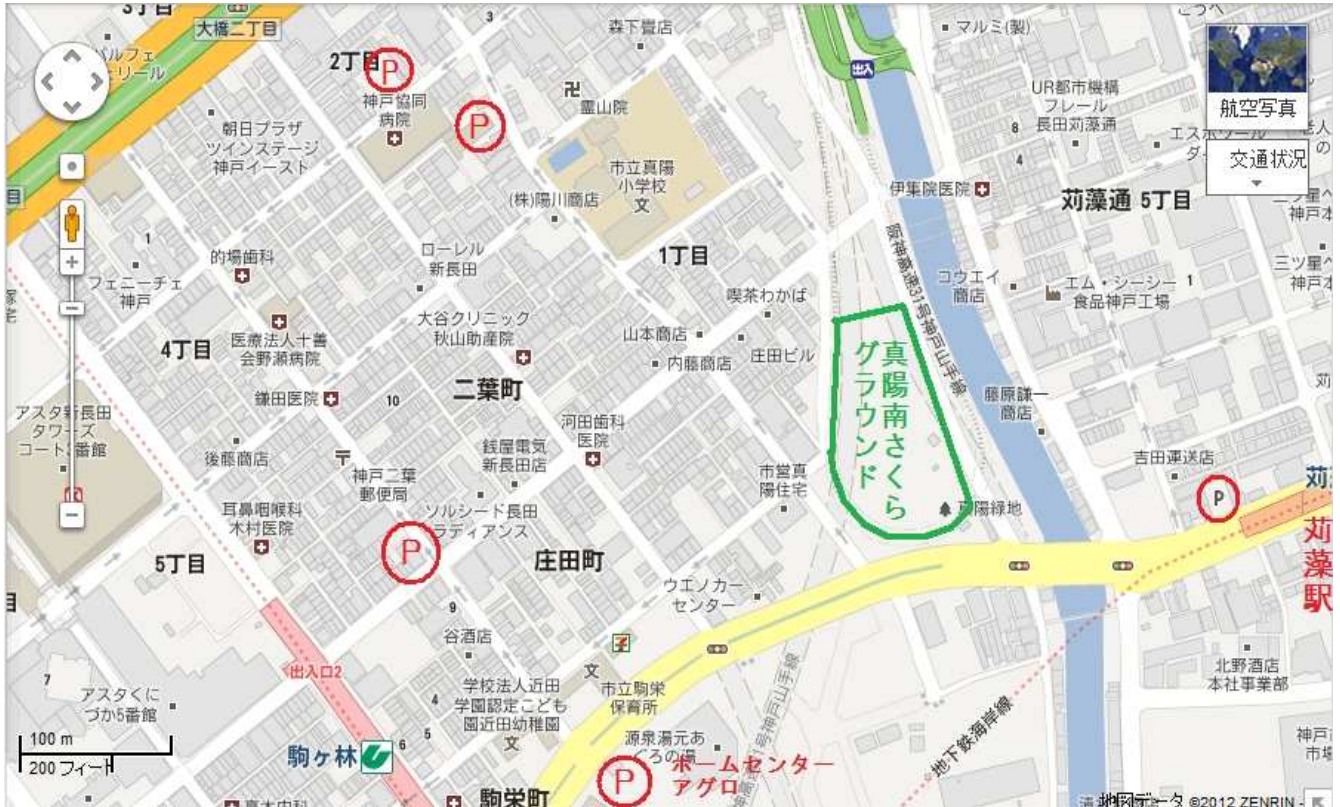 3丁目
大橋二丁目
3
森下畳店
マルミ(製)
2丁目
P
神戸協同
病院
P
霊山院
UR都市機構
フレール
長田苅藻通
8
4
航空写真
交通状況
朝日プラザ
ツインステージ
神戸イースト
市立真陽
小学校
文
出入
(株)陽川商店
伊集院医院
苅藻通 5丁目
1
的場歯科
フェニーチェ
神戸
ローレル
新長田
1丁目
阪神高速31号神戸山手線
コウエイ
商店
エム・シーシー
食品神戸工場
1
喫茶わかば
医療法人十善
会野瀬病院
大谷クリニック
秋山助産院
山本商店
内藤商店
庄田ビル
4丁目
真陽南さくら
グラウンド
二葉町
鎌田医院
10
藤原謙一
商店
アスタ新長田
タワーズ
後藤商店
河田歯科
医院
銭屋電気
新長田店
神戸二葉
郵便局
市営真
陽住宅
吉田運送店
P
耳鼻咽喉科
木村医院
ソルシード長田
ラディアンス
P
5丁目
庄田町
苅藻駅
ウエノカー
センター
9
谷酒店
出入口2
7
アスタくに
づか5番館
4
5
6
学校法人近田
学園認定こども
園近田幼稚園
文
文
市立駒栄
保育所
北野酒店
本社事業部
地下鉄海岸線
100 m
200 フィート
駒ヶ林
P
ホームセンター
アグロ
駒栄町
©2012 ZENRIN